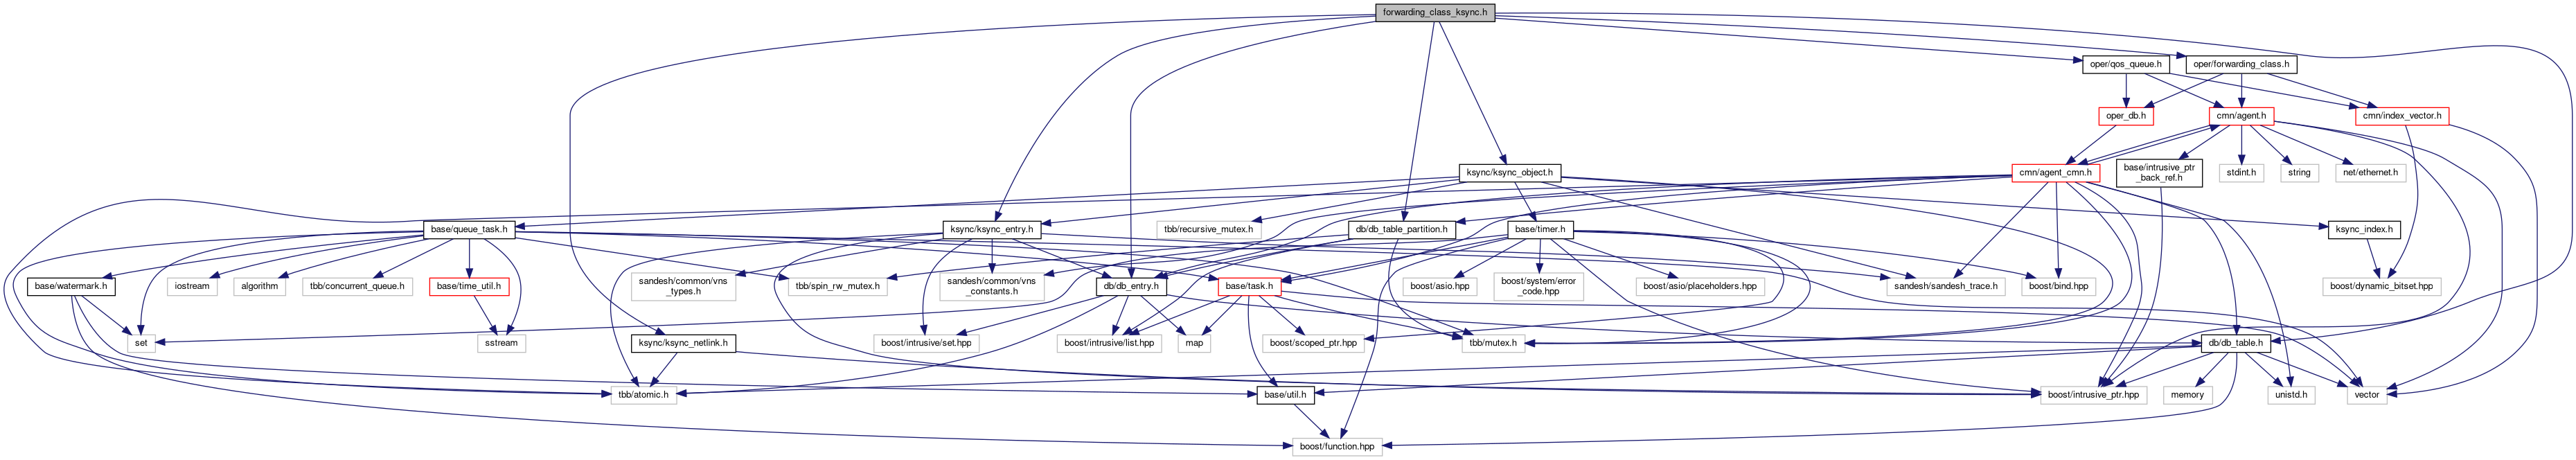 forwarding_class_ksync.h
oper/qos_queue.h
oper/forwarding_class.h
oper_db.h
cmn/agent.h
cmn/index_vector.h
ksync/ksync_object.h
cmn/agent_cmn.h
base/intrusive_ptr
_back_ref.h
stdint.h
string
net/ethernet.h
base/queue_task.h
ksync/ksync_entry.h
tbb/recursive_mutex.h
db/db_table_partition.h
base/timer.h
ksync_index.h
base/watermark.h
iostream
algorithm
tbb/concurrent_queue.h
base/time_util.h
sandesh/common/vns
_types.h
tbb/spin_rw_mutex.h
sandesh/common/vns
_constants.h
db/db_entry.h
base/task.h
boost/asio.hpp
boost/system/error
_code.hpp
boost/asio/placeholders.hpp
sandesh/sandesh_trace.h
boost/bind.hpp
boost/dynamic_bitset.hpp
set
sstream
ksync/ksync_netlink.h
boost/intrusive/set.hpp
boost/intrusive/list.hpp
map
boost/scoped_ptr.hpp
tbb/mutex.h
db/db_table.h
tbb/atomic.h
base/util.h
boost/intrusive_ptr.hpp
memory
unistd.h
vector
boost/function.hpp